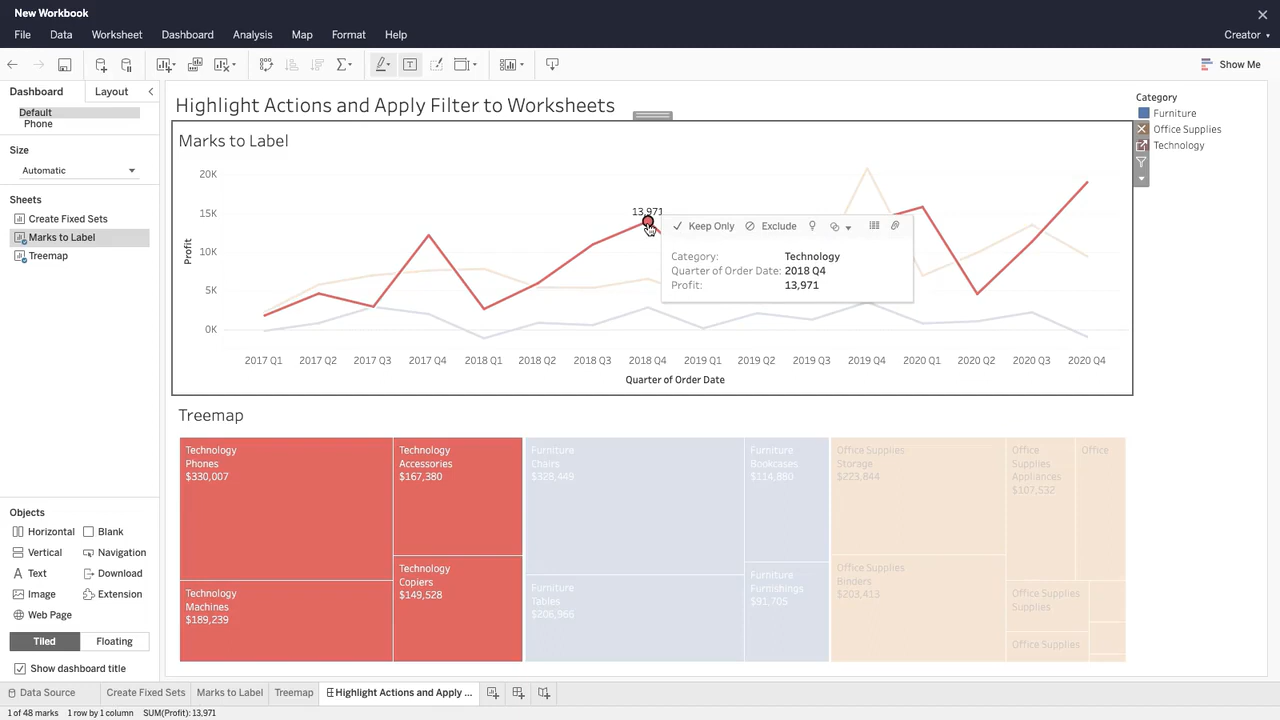 New Workbook
File Data Worksheet Dashboard Analysis Map Format Help
Creator
Show Me
Dashboard Layout
Default
Phone
Size
Automatic
Sheets
Create Fixed Sets
Marks to Label
Treemap
Objects
Horizontal Blank
Vertical Navigation
Text Download
Image Extension
Web Page
Tiled Floating
Show dashboard title
Highlight Actions and Apply Filter to Worksheets
Marks to Label
20K
15K
10K
5K
0K
Profit
13,971
Keep Only Exclude
Category: Technology
Quarter of Order Date: 2018 Q4
Profit: 13,971
2017 Q1 2017 Q2 2017 Q3 2017 Q4 2018 Q1 2018 Q2 2018 Q3 2018 Q4 2019 Q1 2019 Q2 2019 Q3 2019 Q4 2020 Q1 2020 Q2 2020 Q3 2020 Q4
Quarter of Order Date
Category
Furniture
Office Supplies
Technology
Treemap
Technology
Phones
$330,007
Technology
Machines
$189,239
Technology
Accessories
$167,380
Technology
Copiers
$149,528
Furniture
Chairs
$328,449
Furniture
Tables
$206,966
Furniture
Bookcases
$114,880
Furniture
Furnishings
$91,705
Office Supplies
Storage
$223,844
Office Supplies
Binders
$203,413
Office
Supplies
Appliances
$107,532
Office
Office Supplies
Supplies
Office Supplies
Data Source Create Fixed Sets Marks to Label Treemap Highlight Actions and Apply ...
1 of 48 marks 1 row by 1 column SUM(Profit): 13,971